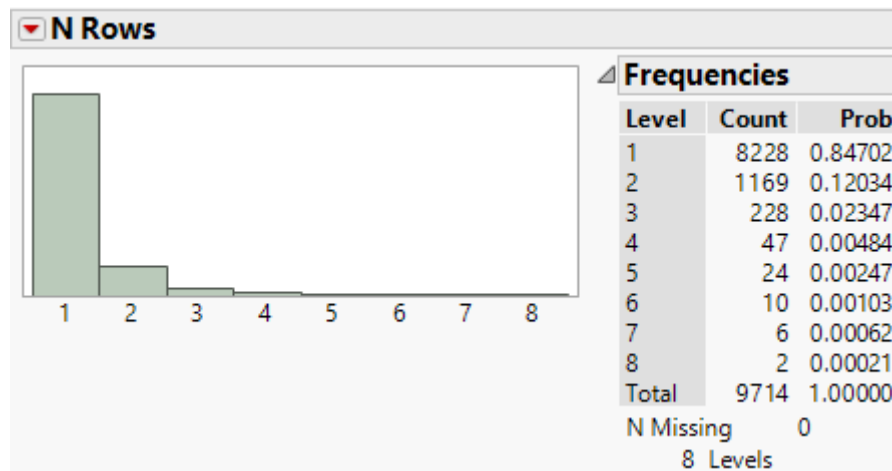 N Rows
1 2 3 4 5 6 7 8
Frequencies
Level Count Prob
1 8228 0.84702
2 1169 0.12034
3 228 0.02347
4 47 0.00484
5 24 0.00247
6 10 0.00103
7 6 0.00062
8 2 0.00021
Total 9714 1.00000
N Missing 0
8 Levels